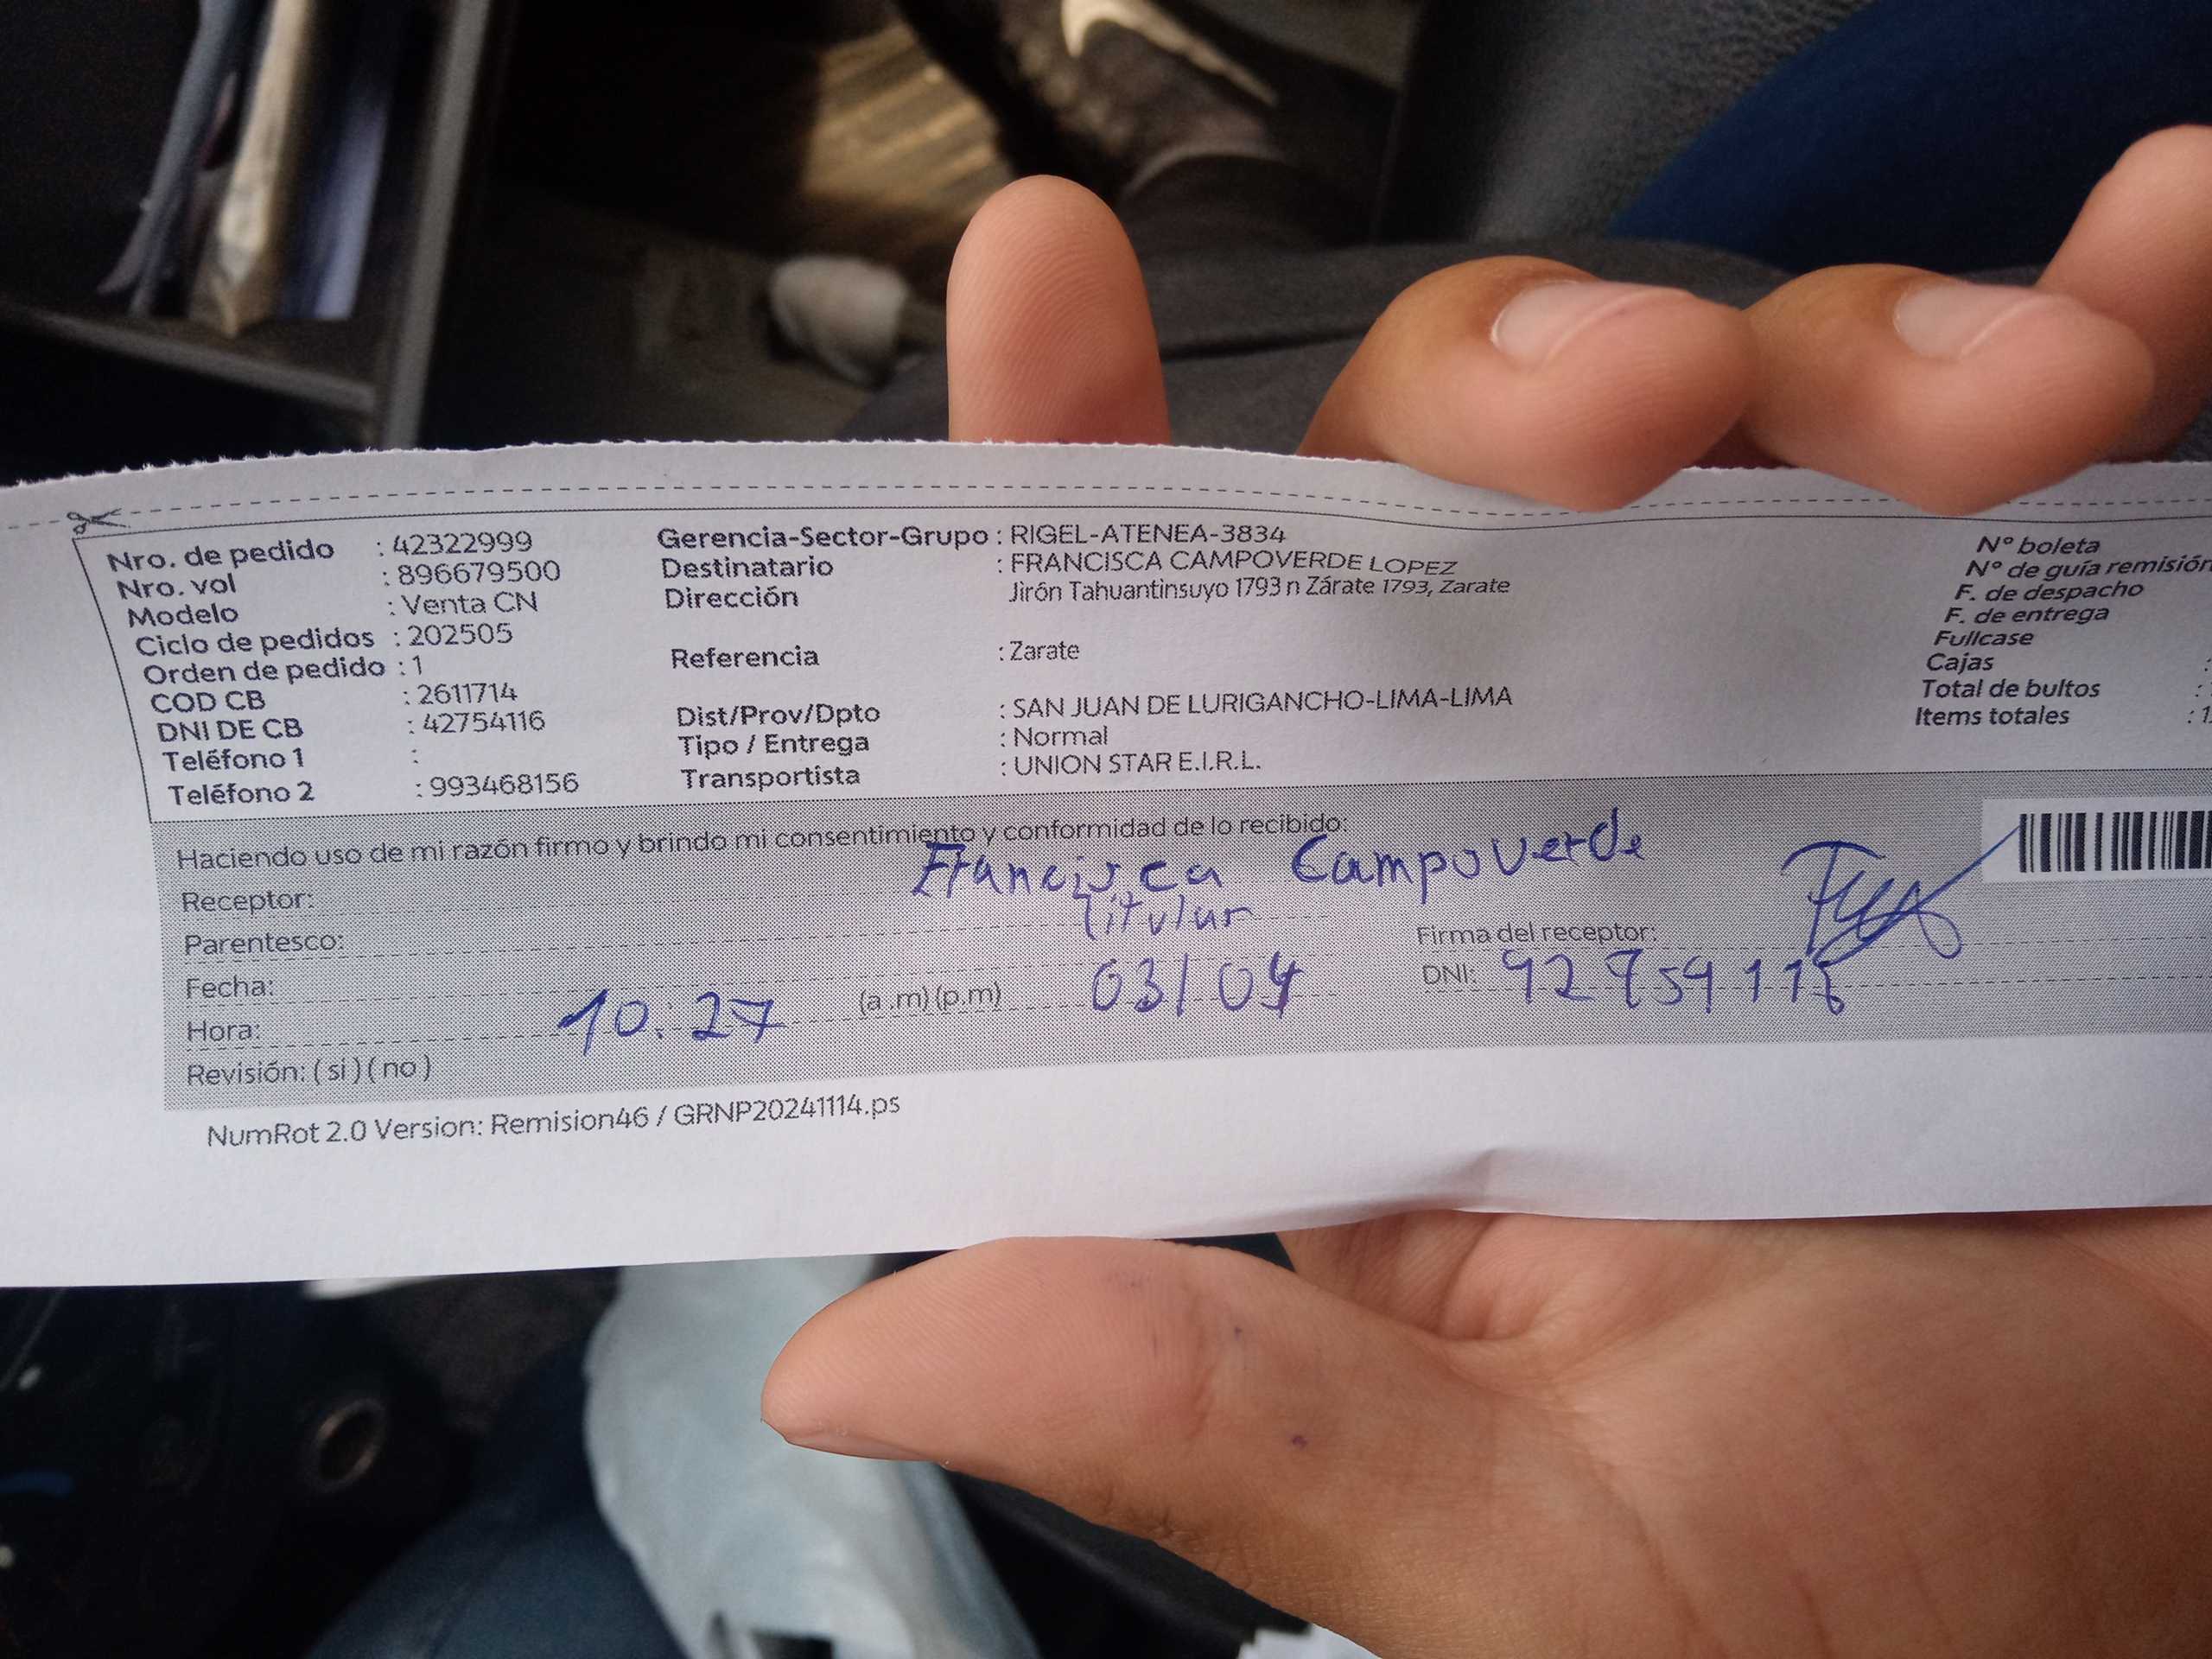 Nro. de pedido : 42322999
Nro. vol : 896679500
Modelo : Venta CN
Ciclo de pedidos : 202505
Orden de pedido : 1
COD CB : 2611714
DNI DE CB : 42754116
Teléfono 1 :
Teléfono 2 : 993468156
Gerencia-Sector-Grupo : RIGEL-ATENEA-3834
Destinatario : FRANCISCA CAMPOVERDE LOPEZ
Dirección Jirón Tahuantinsuyo 1793 n Zárate 1793, Zarate
Referencia : Zarate
Dist/Prov/Dpto : SAN JUAN DE LURIGANCHO-LIMA-LIMA
Tipo / Entrega : Normal
Transportista : UNION STAR E.I.R.L.
N° boleta
N° de guía remisión
F. de despacho
F. de entrega
Fullcase
Cajas :
Total de bultos :
Items totales :
Haciendo uso de mi razón firmo y brindo mi consentimiento y conformidad de lo recibido:
Receptor: Francisca Campoverde
Parentesco: titular
Firma del receptor:
Fecha: 03/04
DNI:
Hora: 10:27 (a.m) (p.m)
Revisión: ( si ) ( no )
NumRot 2.0 Version: Remision46 / GRNP20241114.ps